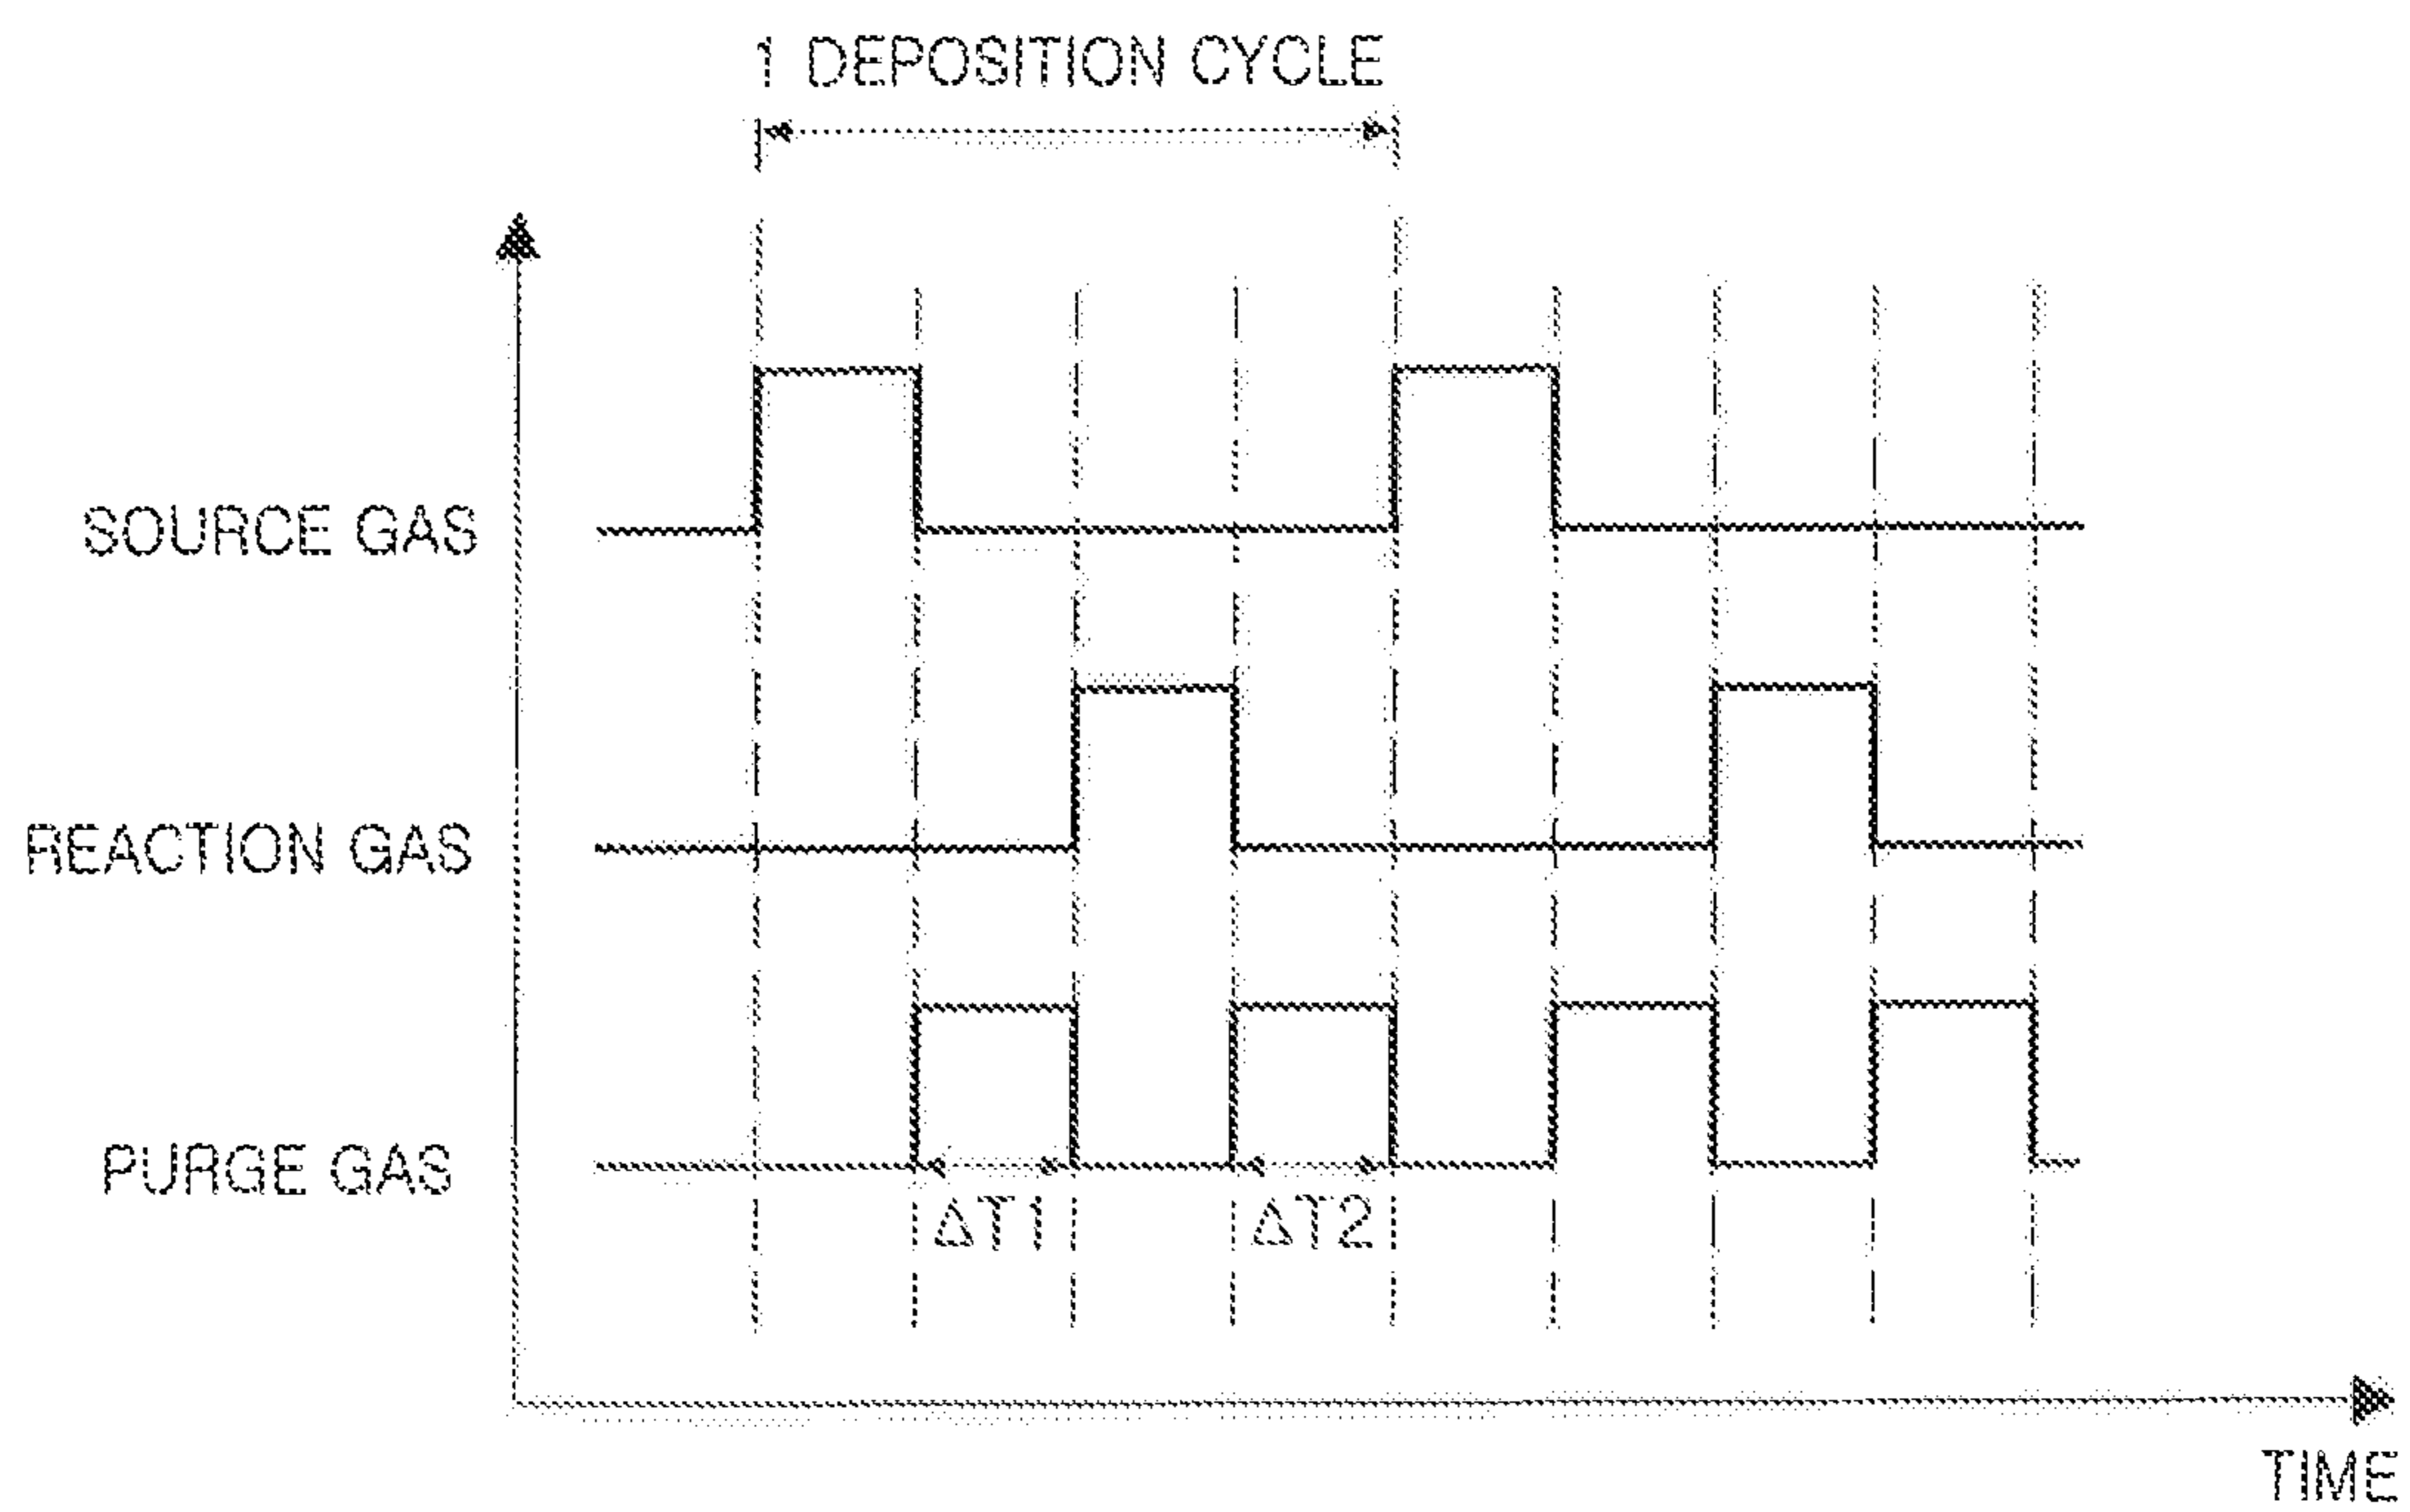 1 DEPOSITION CYCLE
SOURCE GAS
REACTION GAS
PURGE GAS
ΔT1
ΔT2
TIME